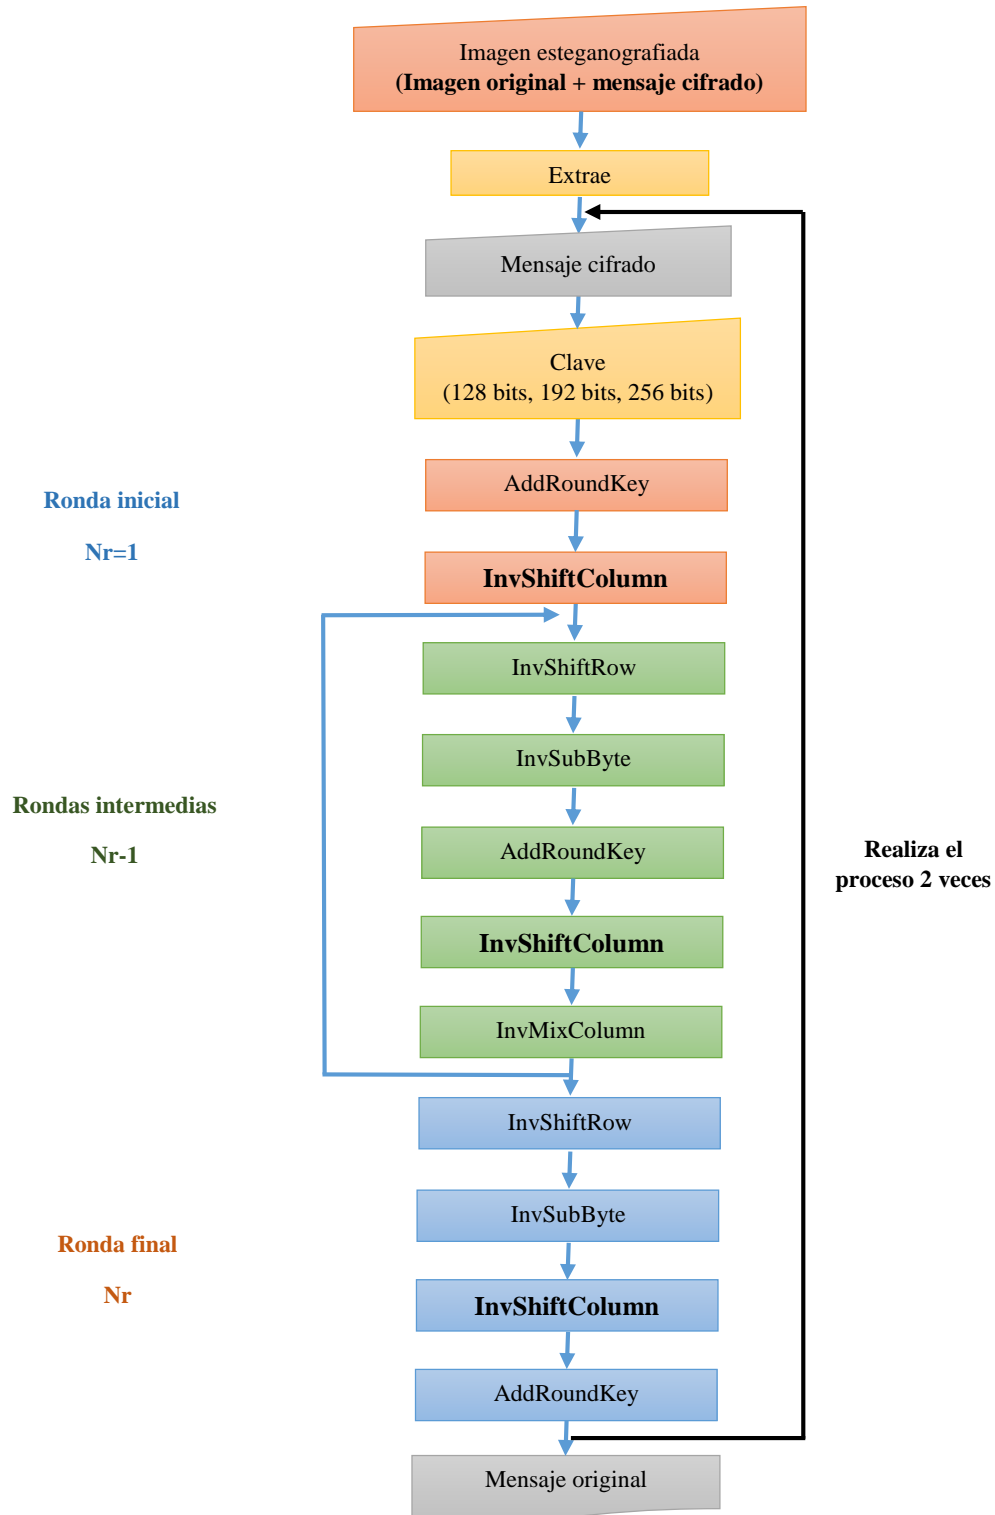 Imagen esteganografiada
(Imagen original + mensaje cifrado)
Extrae
Mensaje cifrado
Clave
(128 bits, 192 bits, 256 bits)
Ronda inicial
Nr=1
AddRoundKey
InvShiftColumn
Rondas intermedias
Nr-1
InvShiftRow
InvSubByte
AddRoundKey
InvShiftColumn
InvMixColumn
Realiza el
proceso 2 veces
Ronda final
Nr
InvShiftRow
InvSubByte
InvShiftColumn
AddRoundKey
Mensaje original